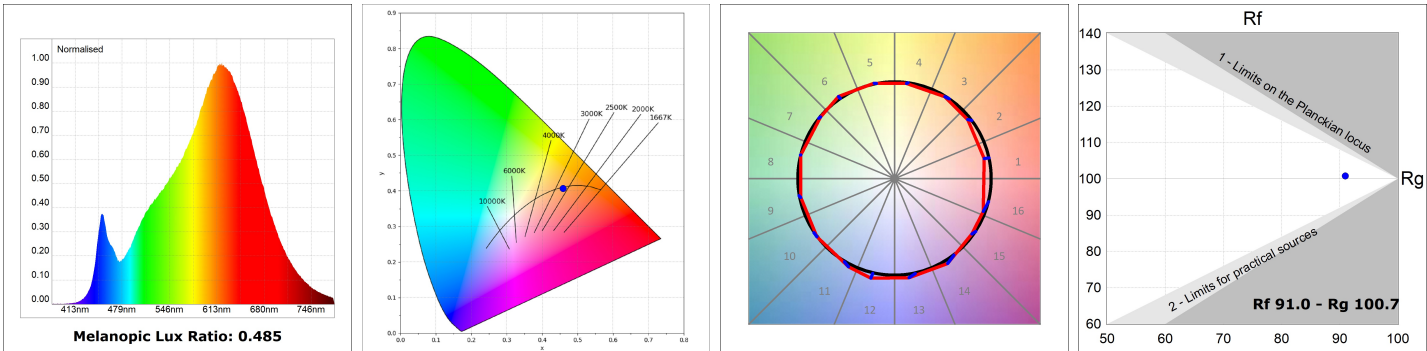 Normalised
1.00
0.90
0.80
0.70
0.60
0.50
0.40
0.30
0.20
0.10
0.00
413nm 479nm 546nm 613nm 680nm 746nm
Melanopic Lux Ratio: 0.485
0.9
0.8
0.7
0.6
0.5
0.4
0.3
0.2
0.1
0.0
y
10000K
6000K
4000K
3000K
2500K
2000K
1667K
0.0 0.1 0.2 0.3 0.4 0.5 0.6 0.7 0.8
x
5 4
6 3
7 2
8 1
9 16
10 15
11 14
12 13
Rf
140
130
120
110
100
90
80
70
60
1 - Limits on the Planckian locus
Rg
2 - Limits for practical sources
Rf 91.0 - Rg 100.7
50 60 70 80 90 100